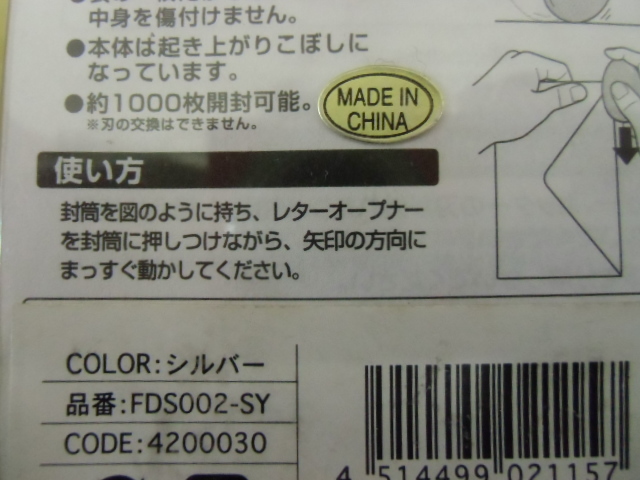 中身を傷付けません。
●本体は起き上がりこぼしに
なっています。
●約1000枚開封可能。
※刃の交換はできません。
MADE IN
CHINA
使い方
封筒を図のように持ち、レターオープナー
を封筒に押しつけながら、矢印の方向に
まっすぐ動かしてください。
COLOR:シルバー
品番:FDS002-SY
CODE:4200030
4 514499 021157